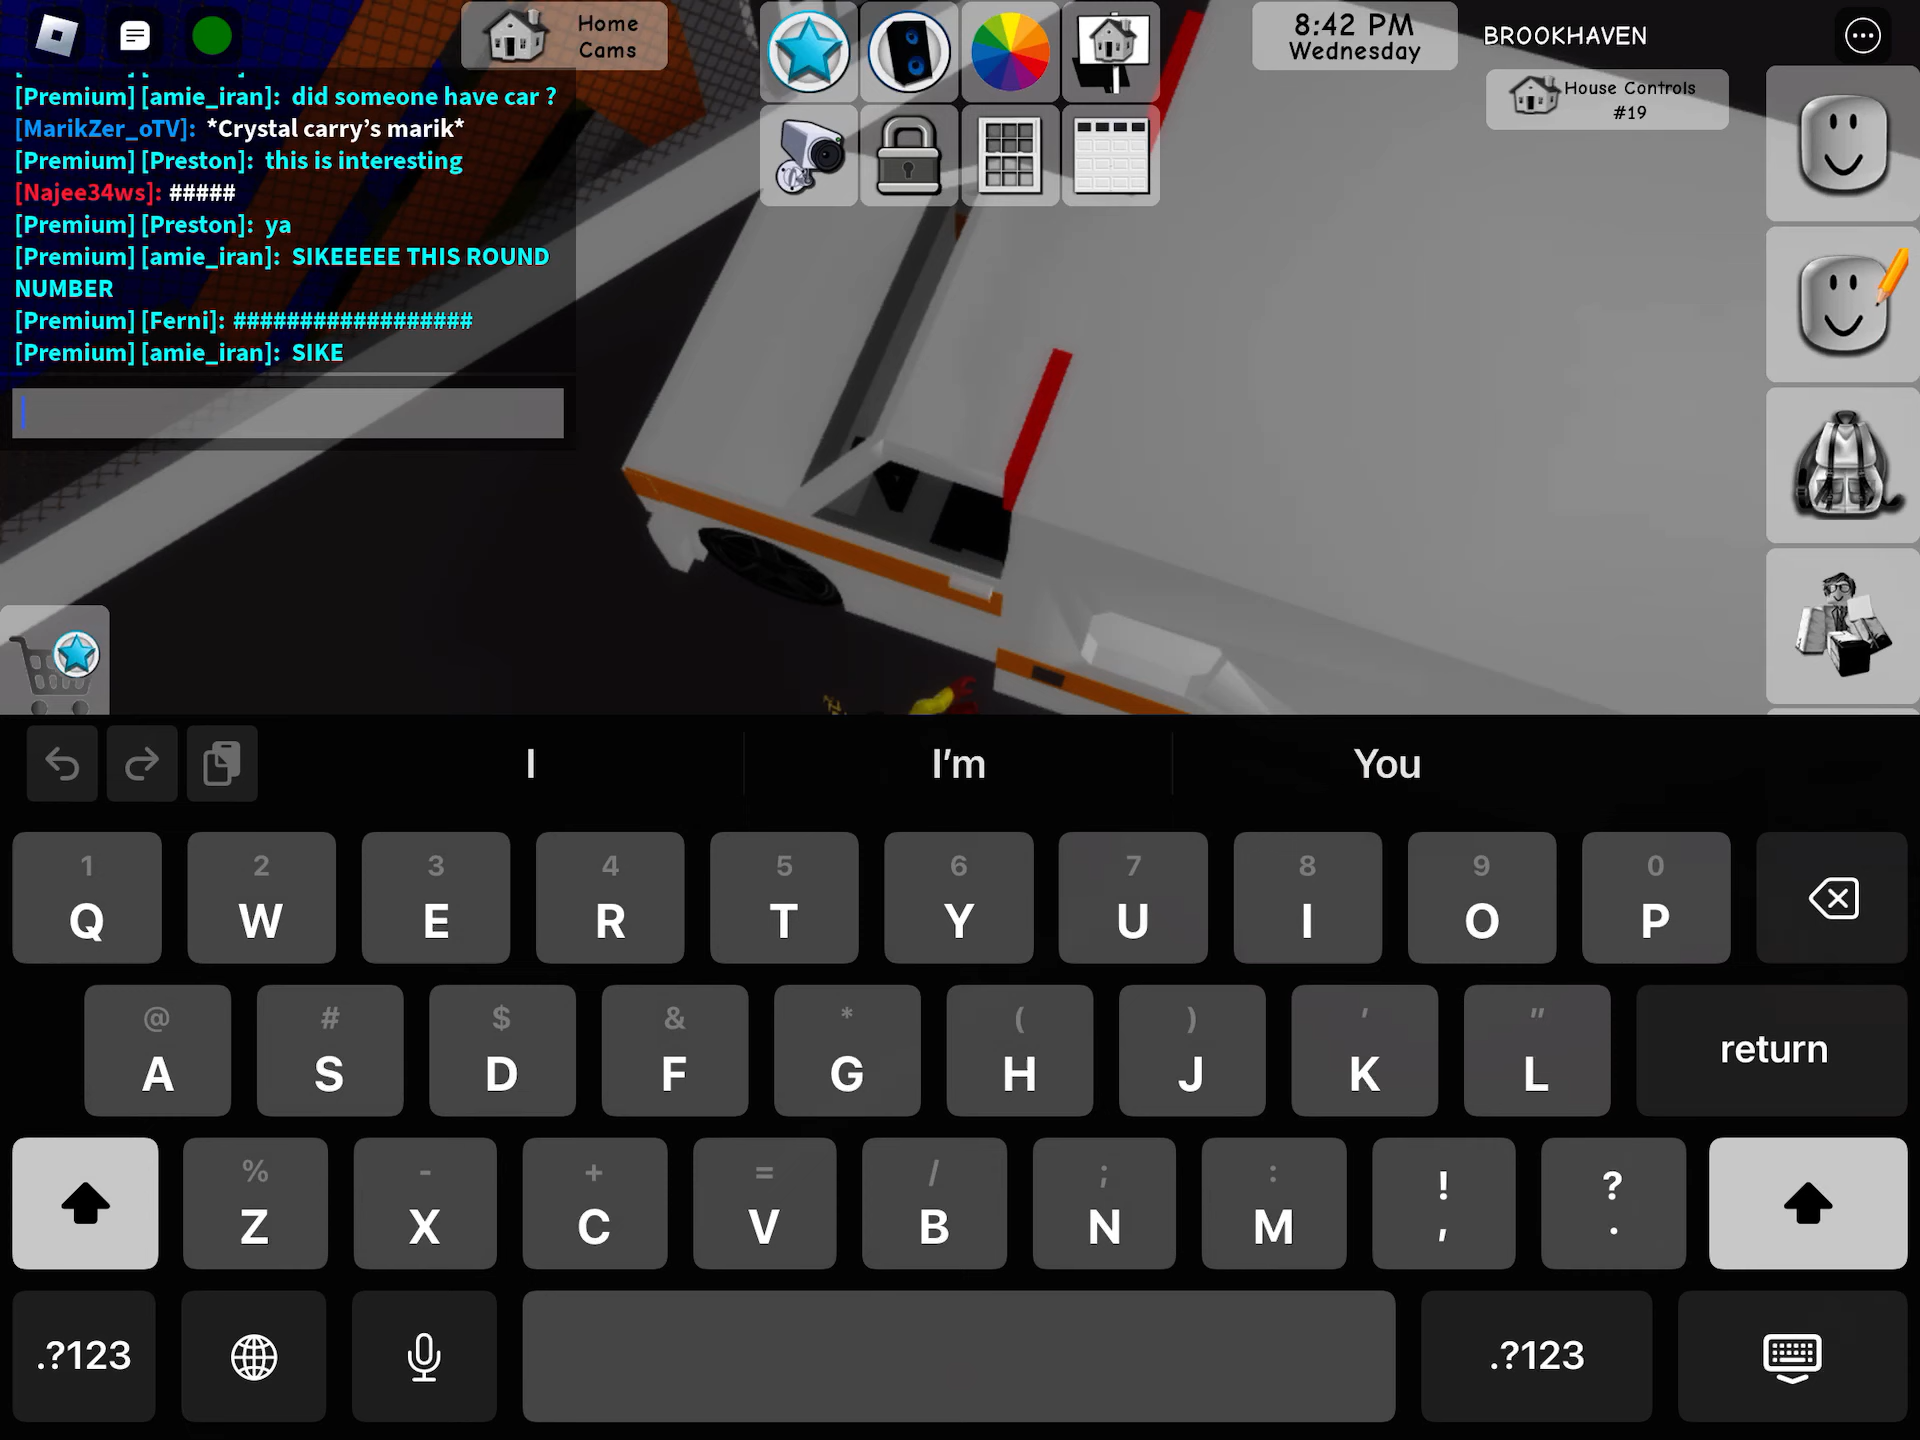 Home
Cams
8:42 PM
Wednesday
BROOKHAVEN
House Controls
#19
[Premium] [amie_iran]: did someone have car ?
[MarikZer_oTV]: *Crystal carry’s marik*
[Premium] [Preston]: this is interesting
[Najee34ws]: #####
[Premium] [Preston]: ya
[Premium] [amie_iran]: SIKEEEEE THIS ROUND
NUMBER
[Premium] [Ferni]: ##################
[Premium] [amie_iran]: SIKE
I I’m You
1 2 3 4 5 6 7 8 9 0
Q W E R T Y U I O P
@ # $ & * ( ) ' "
A S D F G H J K L return
% - + = / ; : ! ?
Z X C V B N M , .
.?123 .?123